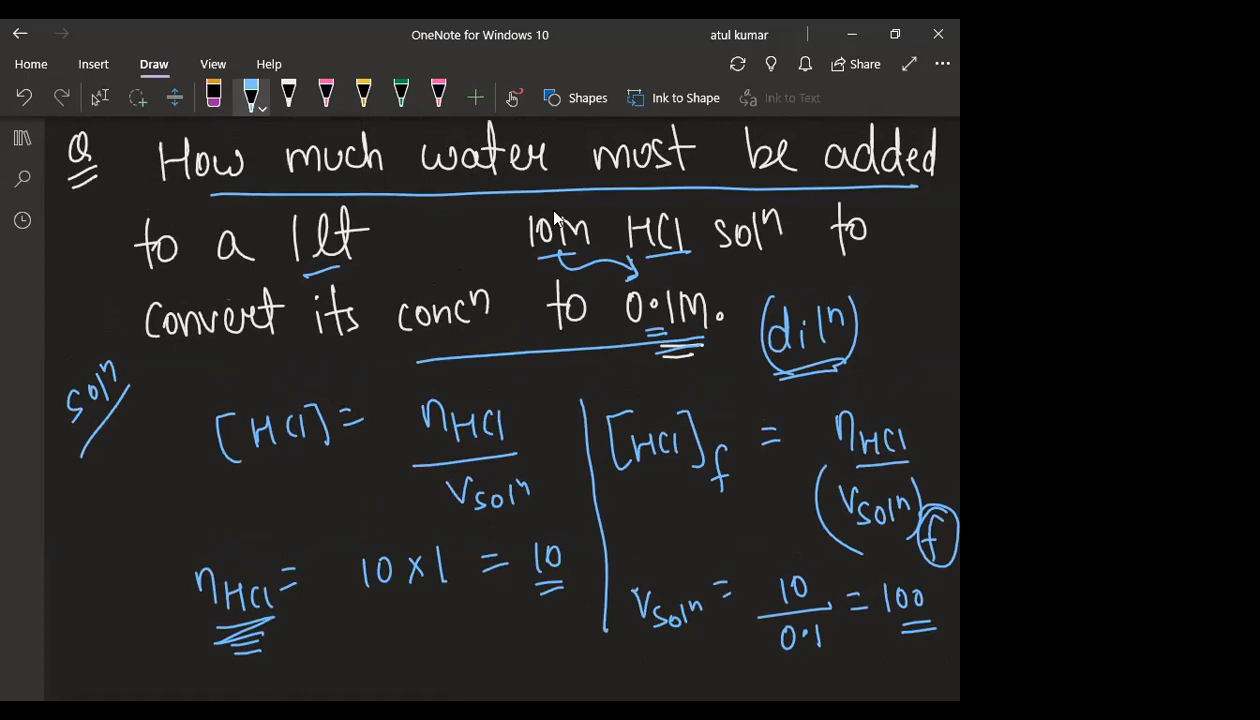 OneNote for Windows 10
atul kumar
Home Insert Draw View Help
Share
Shapes Ink to Shape Ink to Text
Q How much water must be added
to a 1 lt 10M HCl solⁿ to
convert its concⁿ to 0.1M. (dilⁿ)
solⁿ
[HCl] = nHCl / Vsolⁿ
nHCl = 10 × 1 = 10
[HCl]f = nHCl / (Vsolⁿ)f
Vsolⁿ = 10 / 0.1 = 100